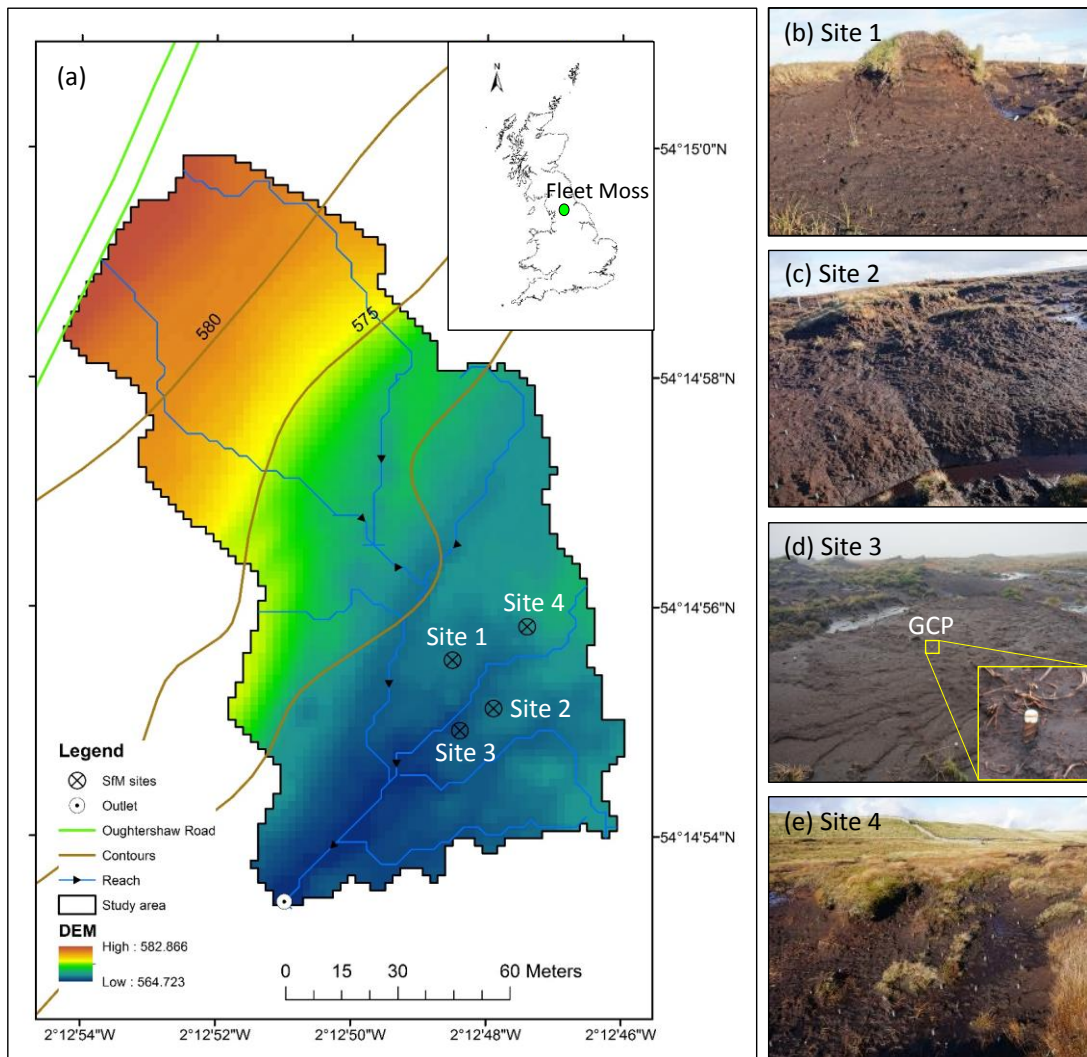 (a)
N
Fleet Moss
54°15'0"N
580
575
54°14'58"N
54°14'56"N
Site 4
Site 1
Site 2
Site 3
54°14'54"N
Legend
SfM sites
Outlet
Oughtershaw Road
Contours
Reach
Study area
DEM
High : 582.866
Low : 564.723
0 15 30 60 Meters
2°12'54"W 2°12'52"W 2°12'50"W 2°12'48"W 2°12'46"W
(b) Site 1
(c) Site 2
(d) Site 3
GCP
(e) Site 4